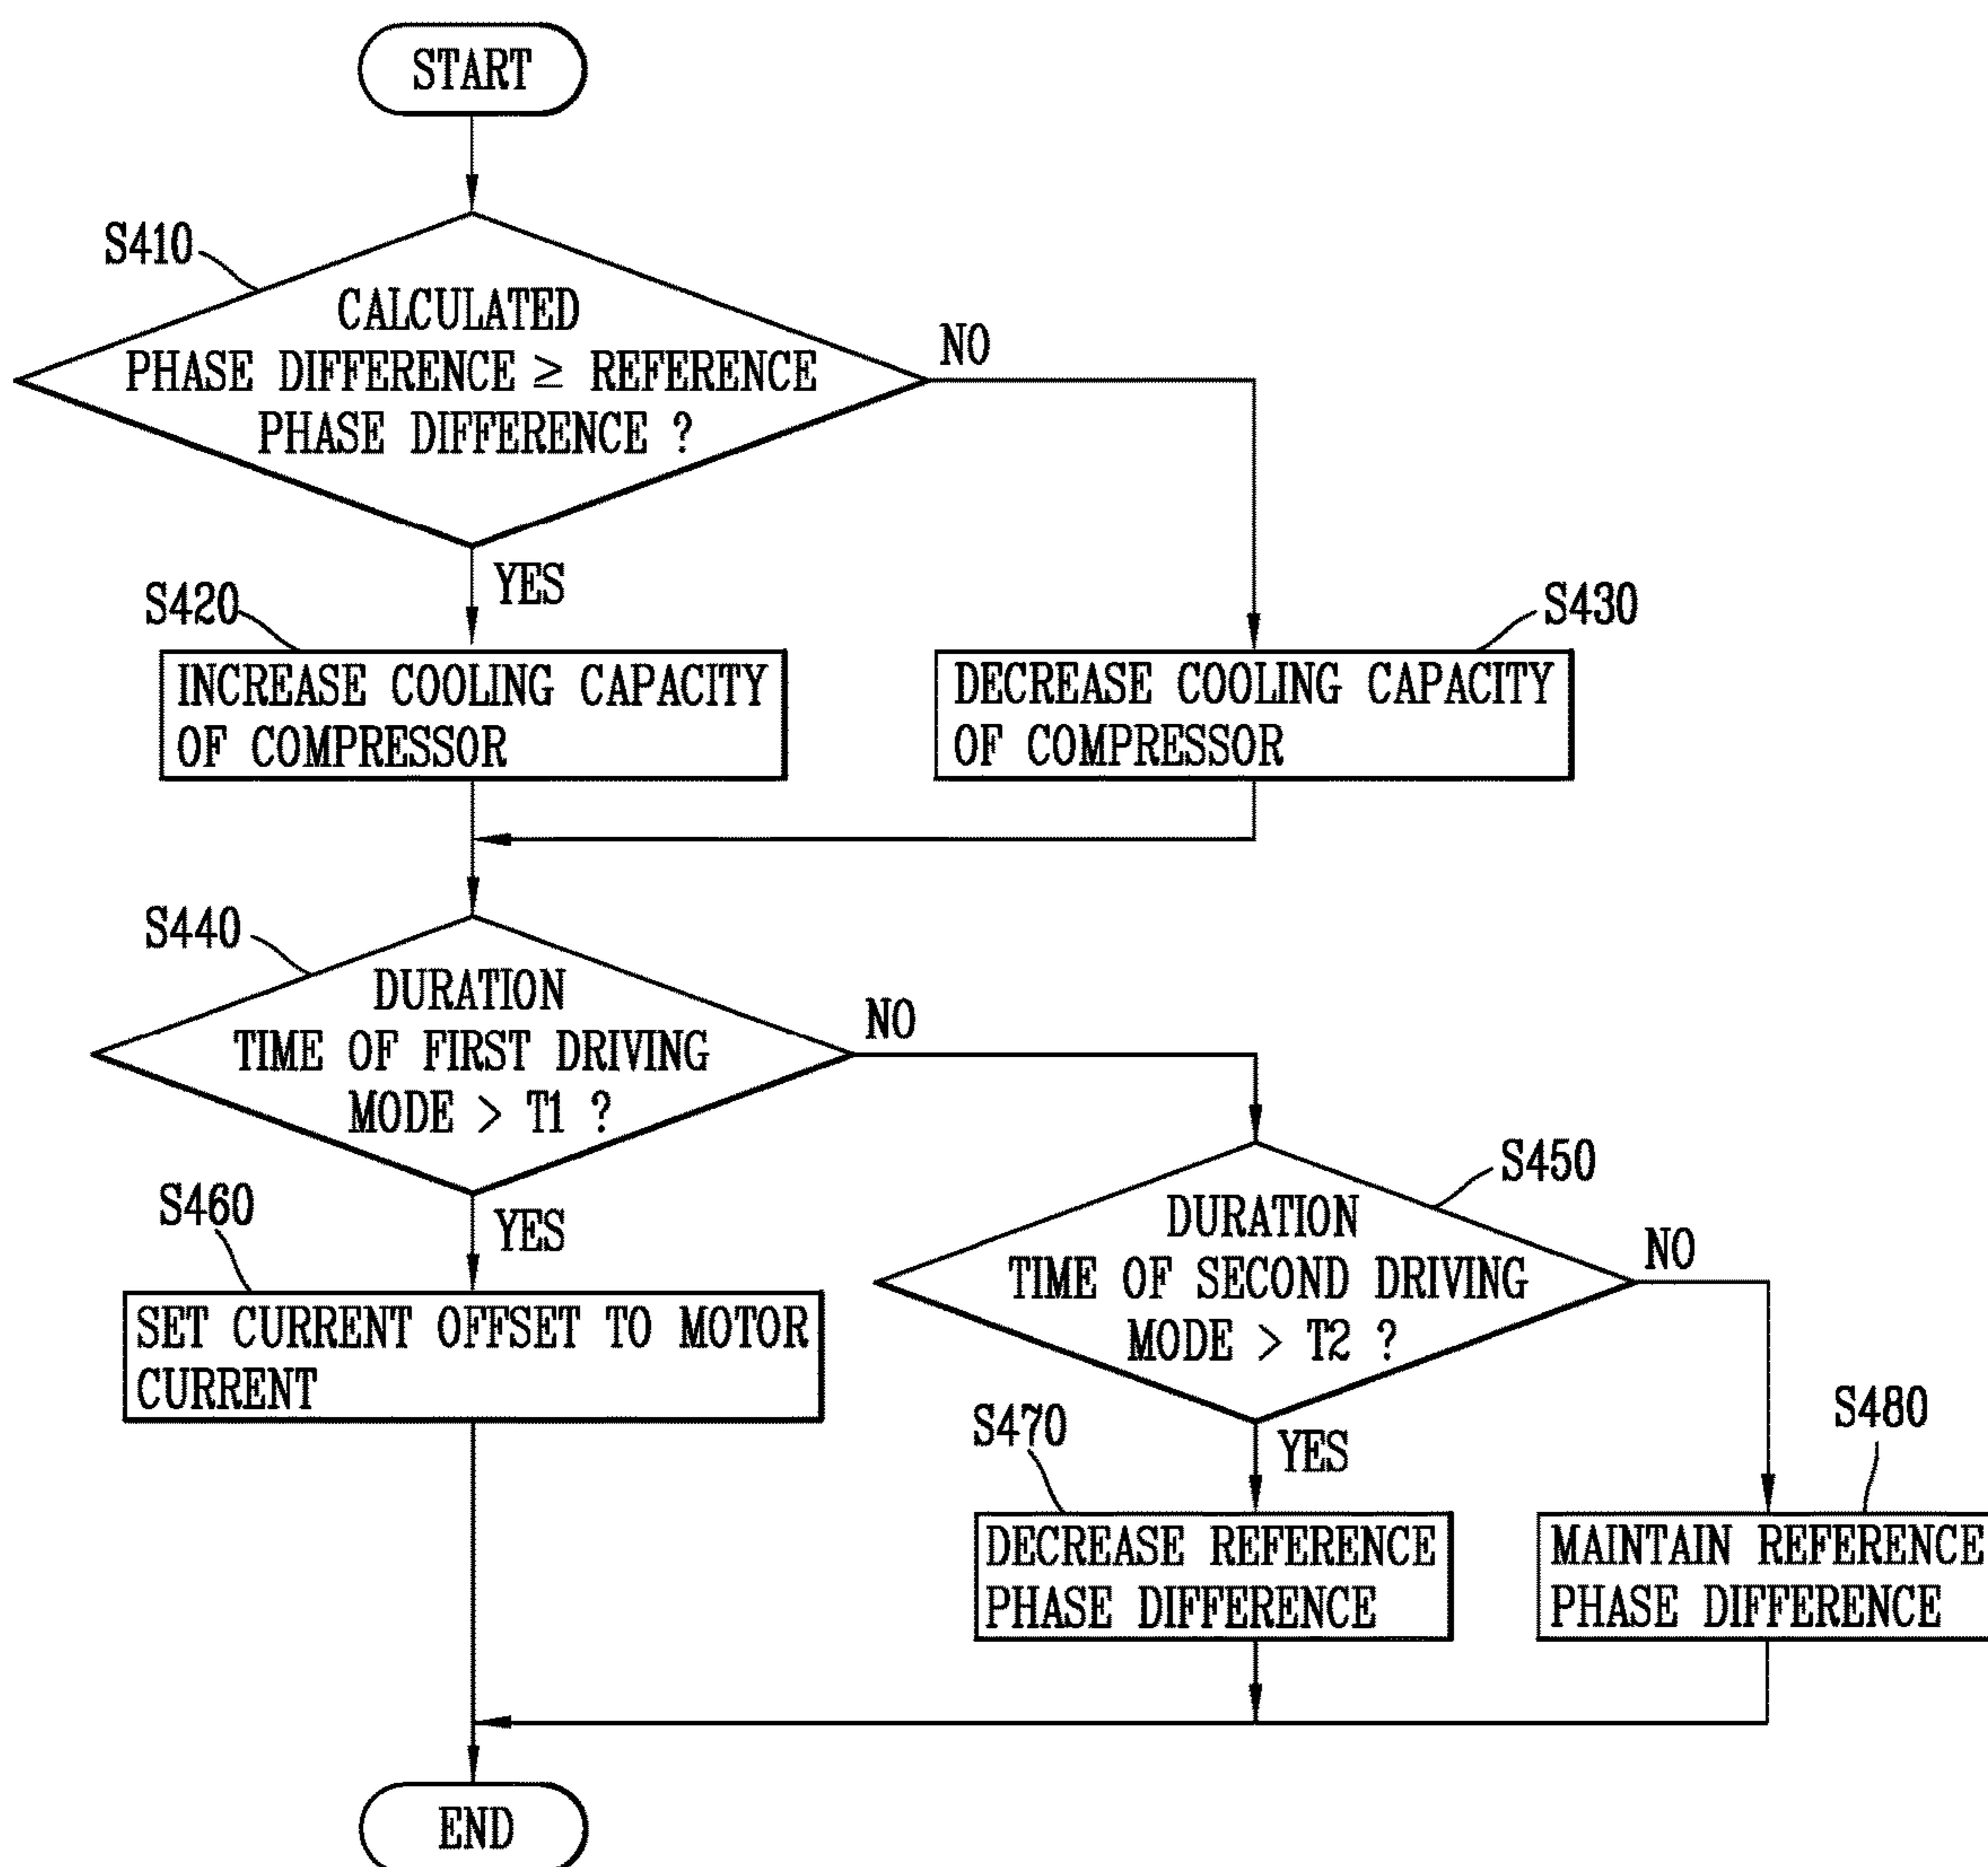 START
S410
CALCULATED
PHASE DIFFERENCE ≥ REFERENCE
PHASE DIFFERENCE ?
NO
YES
S420
INCREASE COOLING CAPACITY
OF COMPRESSOR
S430
DECREASE COOLING CAPACITY
OF COMPRESSOR
S440
DURATION
TIME OF FIRST DRIVING
MODE > T1 ?
NO
YES
S450
DURATION
TIME OF SECOND DRIVING
MODE > T2 ?
NO
YES
S460
SET CURRENT OFFSET TO MOTOR
CURRENT
S470
DECREASE REFERENCE
PHASE DIFFERENCE
S480
MAINTAIN REFERENCE
PHASE DIFFERENCE
END